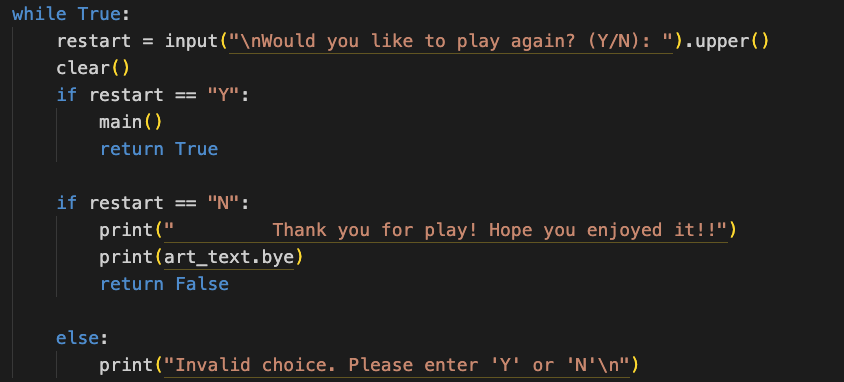 while True:
    restart = input("\nWould you like to play again? (Y/N): ").upper()
    clear()
    if restart == "Y":
        main()
        return True

    if restart == "N":
        print("         Thank you for play! Hope you enjoyed it!!")
        print(art_text.bye)
        return False

    else:
        print("Invalid choice. Please enter 'Y' or 'N'\n")